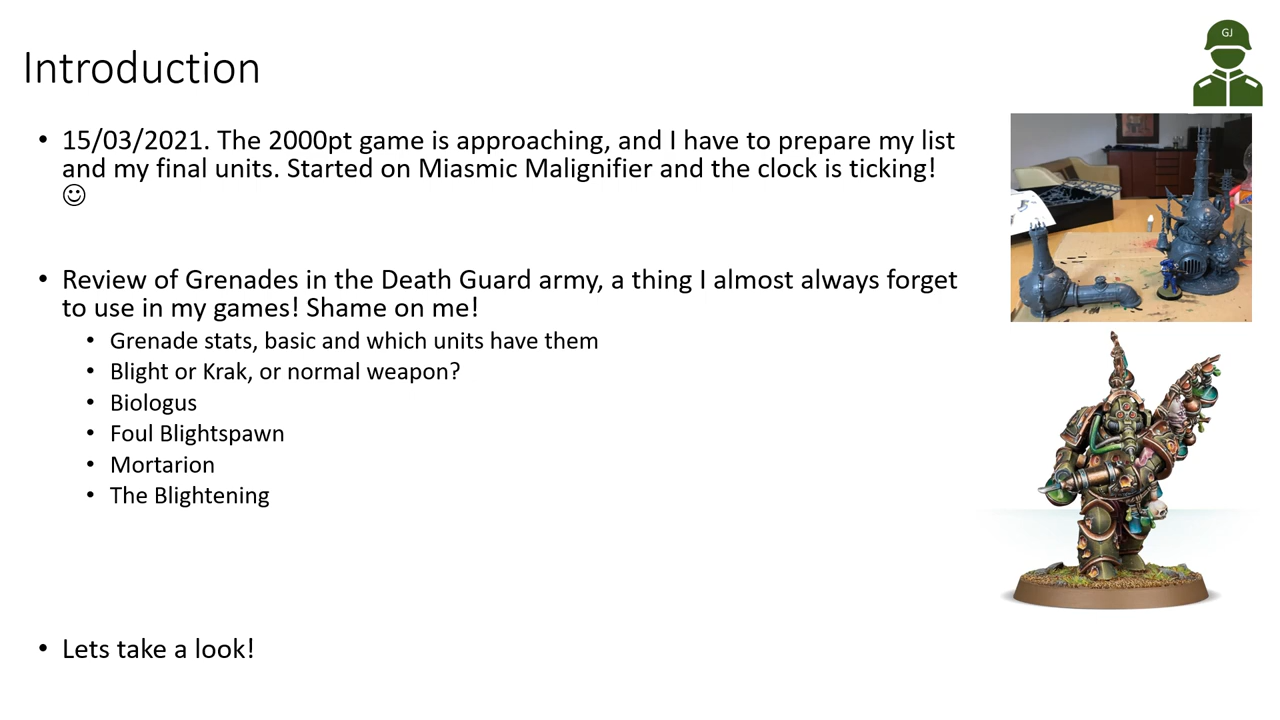 GJ
Introduction
• 15/03/2021. The 2000pt game is approaching, and I have to prepare my list
and my final units. Started on Miasmic Malignifier and the clock is ticking!
☺
• Review of Grenades in the Death Guard army, a thing I almost always forget
to use in my games! Shame on me!
• Grenade stats, basic and which units have them
• Blight or Krak, or normal weapon?
• Biologus
• Foul Blightspawn
• Mortarion
• The Blightening
• Lets take a look!